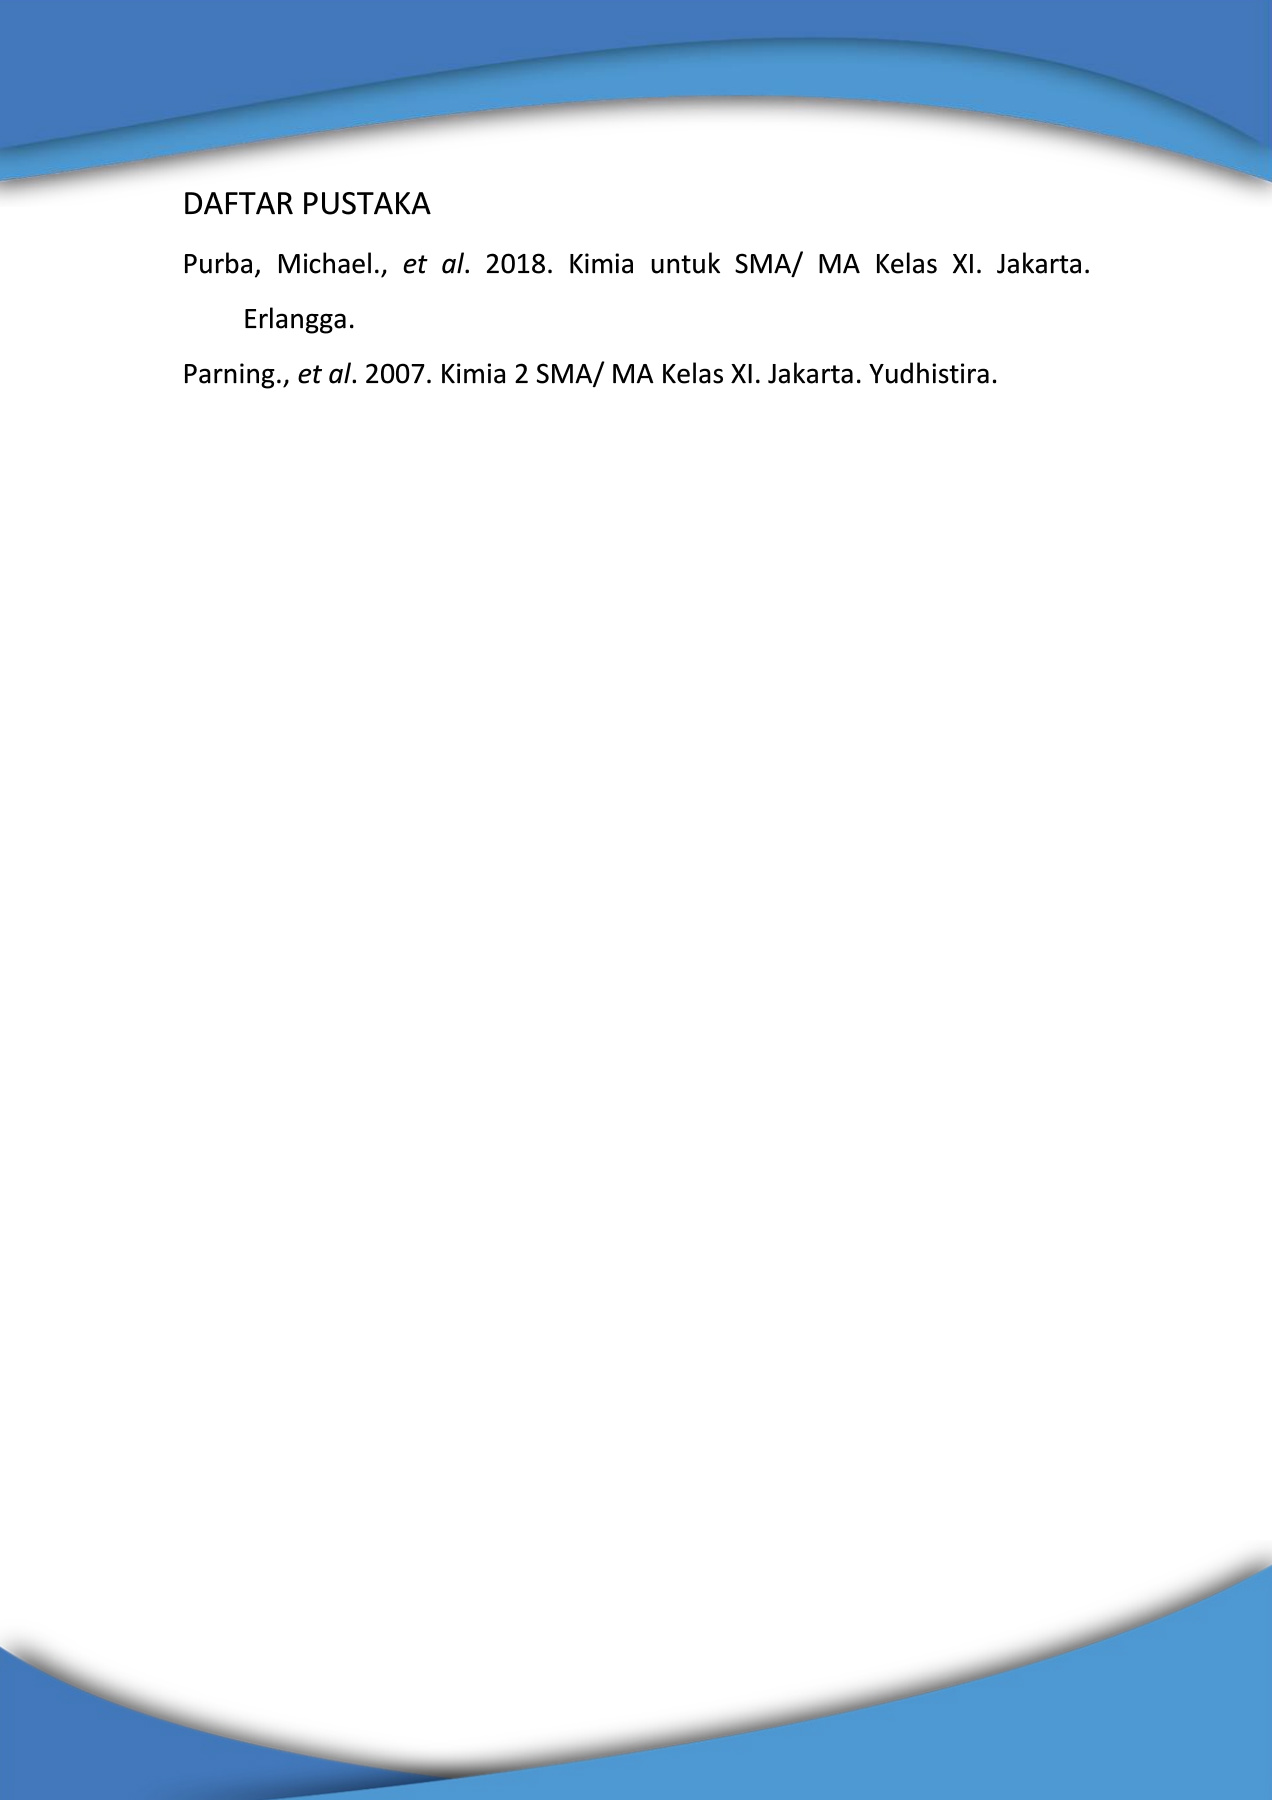 DAFTAR PUSTAKA
Purba, Michael., et al. 2018. Kimia untuk SMA/ MA Kelas XI. Jakarta.
Erlangga.
Parning., et al. 2007. Kimia 2 SMA/ MA Kelas XI. Jakarta. Yudhistira.